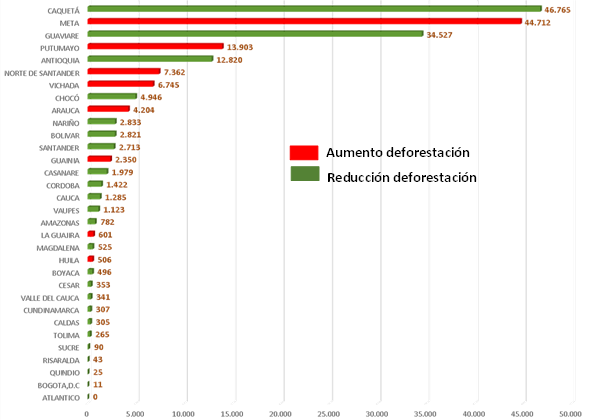 CAQUETÁ 46.765
META 44.712
GUAVIARE 34.527
PUTUMAYO 13.903
ANTIOQUIA 12.820
NORTE DE SANTANDER 7.362
VICHADA 6.745
CHOCÓ 4.946
ARAUCA 4.204
NARIÑO 2.833
BOLIVAR 2.821
SANTANDER 2.713
GUAINIA 2.350
CASANARE 1.979
CORDOBA 1.422
CAUCA 1.285
VAUPES 1.123
AMAZONAS 782
LA GUAJIRA 601
MAGDALENA 525
HUILA 506
BOYACA 496
CESAR 353
VALLE DEL CAUCA 341
CUNDINAMARCA 307
CALDAS 305
TOLIMA 265
SUCRE 90
RISARALDA 43
QUINDIO 25
BOGOTA,D.C 11
ATLANTICO 0
0 5.000 10.000 15.000 20.000 25.000 30.000 35.000 40.000 45.000 50.000
Aumento deforestación
Reducción deforestación